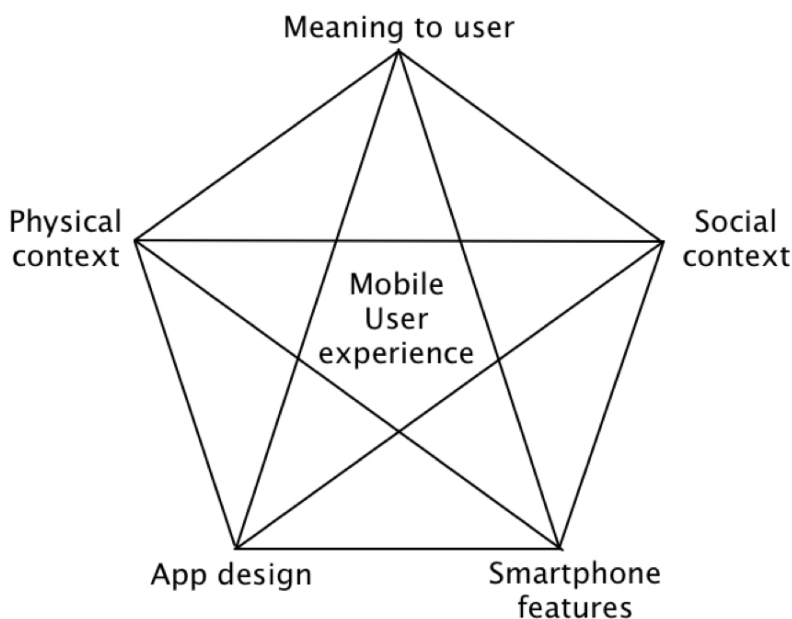 Meaning to user
Physical
context
Social
context
Mobile
User
experience
App design
Smartphone
features